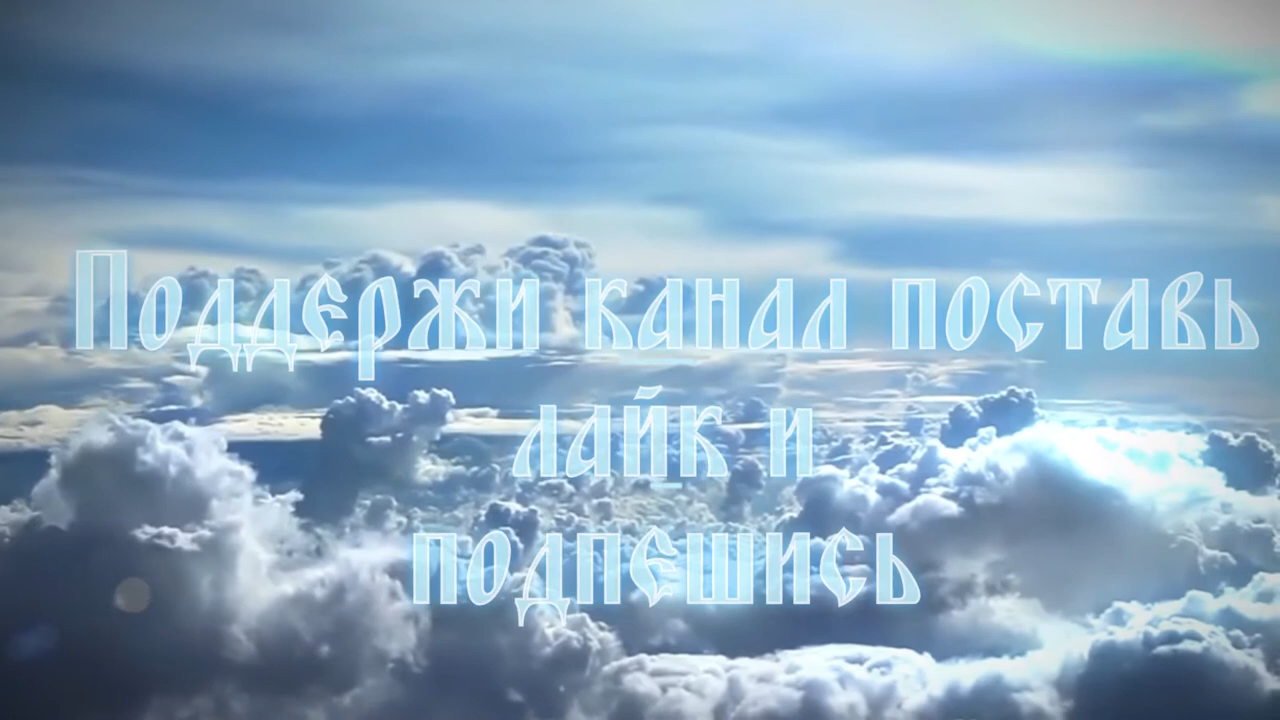 Поддержи канал поставь
лайк и
подпешись